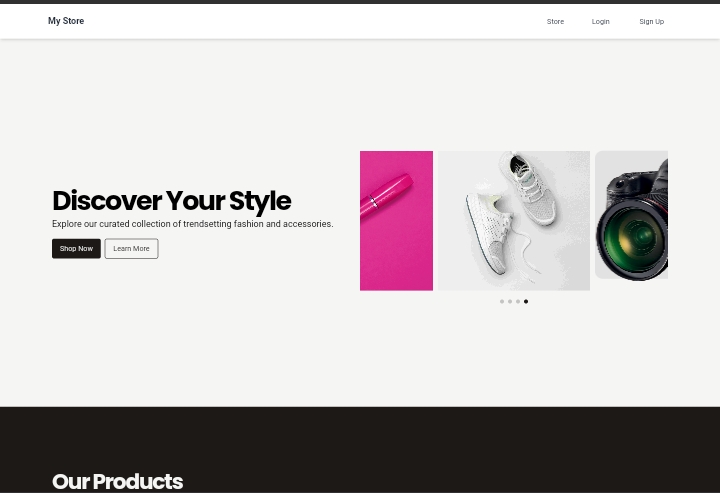 My Store
Store
Login
Sign Up
Discover Your Style
Explore our curated collection of trendsetting fashion and accessories.
Shop Now
Learn More
Our Products